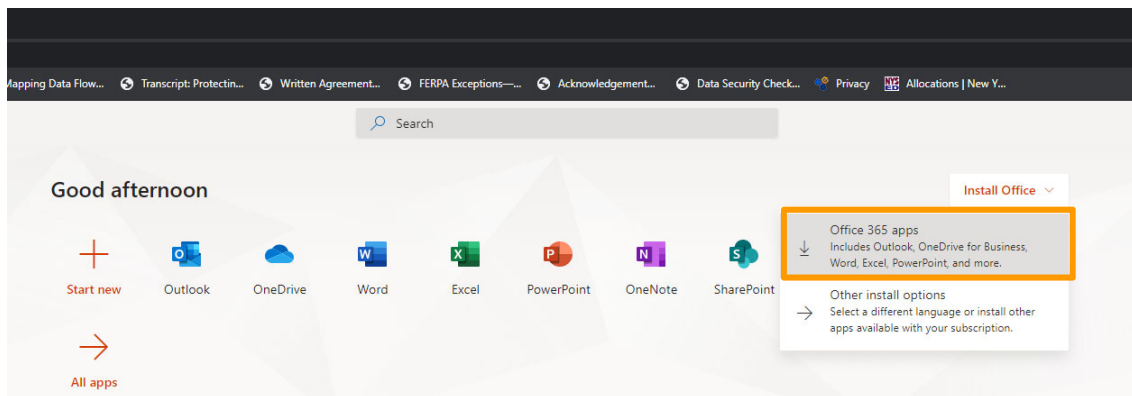 Mapping Data Flow... Transcript: Protectin... Written Agreement... FERPA Exceptions—... Acknowledgement... Data Security Check... Privacy NYC Allocations | New Y...
Search
Good afternoon
Install Office
Office 365 apps
Includes Outlook, OneDrive for Business,
Word, Excel, PowerPoint, and more.
Start new Outlook OneDrive Word Excel PowerPoint OneNote SharePoint
Other install options
Select a different language or install other
apps available with your subscription.
All apps